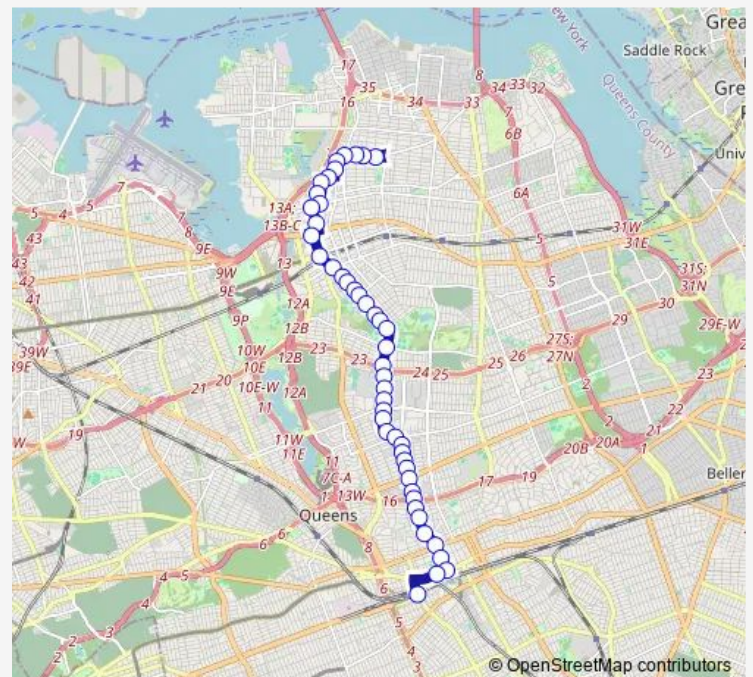 Grea
Saddle Rock
Gre
New York
Queens County
Univ
17
35
16
34
33
8
34 33 32
7
6B
6A
5
7
5
4
5
6
7
8
9E
13A;
13B-C
13
9W
9E
9P
43
43
42
41
39W
39E
12A
12B
12B
12A
10W
10E
10E-W
11
11W
11E
11
7C-A
1
13W
31W
31E
31S;
31N
30
29
29E-W
27S;
27N
26
25
25
24
23
23
23
22
21
20B
20A
21
20
19
W
19
17
16
2
2
1
5
5
Queens
Beller
8
6
6
6
5
4
4
3
2
2
5
4
3
© OpenStreetMap contributors